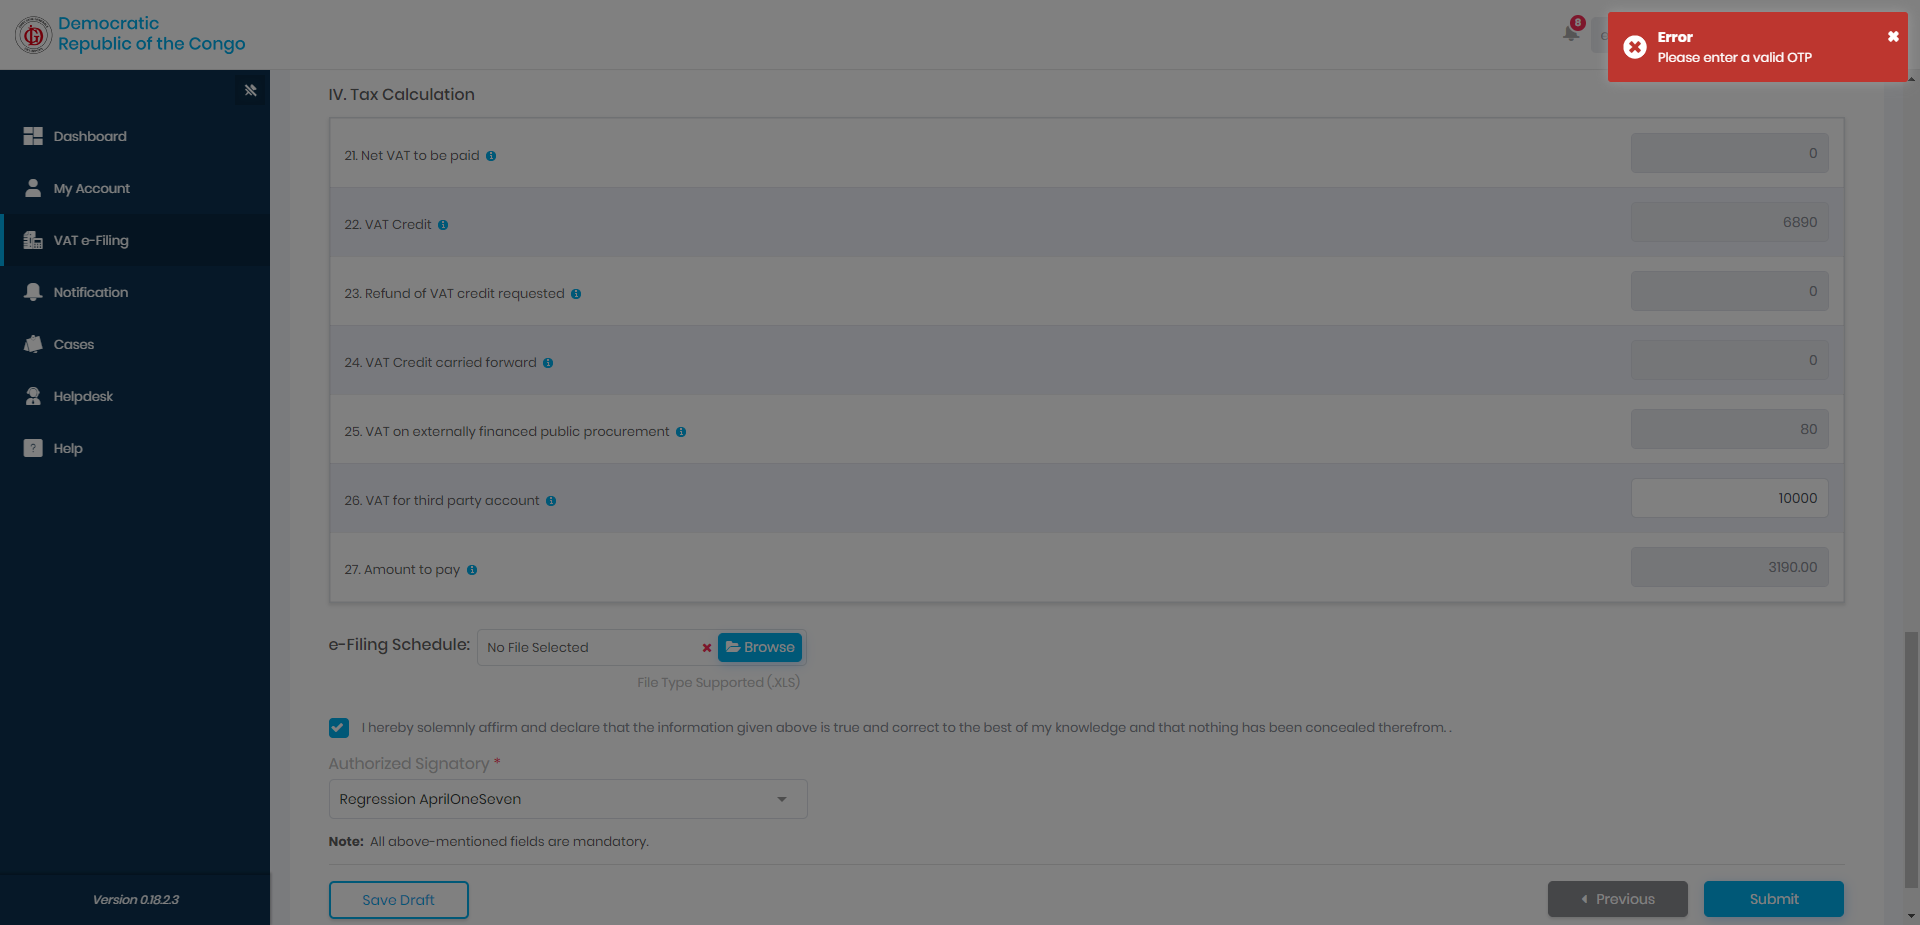 Democratic
Republic of the Congo
8
Error
Please enter a valid OTP
Dashboard
My Account
VAT e-Filing
Notification
Cases
Helpdesk
Help
Version 0.18.2.3
IV. Tax Calculation
21. Net VAT to be paid
0
22. VAT Credit
6890
23. Refund of VAT credit requested
0
24. VAT Credit carried forward
0
25. VAT on externally financed public procurement
80
26. VAT for third party account
10000
27. Amount to pay
3190.00
e-Filing Schedule:
No File Selected
Browse
File Type Supported (.XLS)
I hereby solemnly affirm and declare that the information given above is true and correct to the best of my knowledge and that nothing has been concealed therefrom. .
Authorized Signatory *
Regression AprilOneSeven
Note: All above-mentioned fields are mandatory.
Save Draft
Previous
Submit